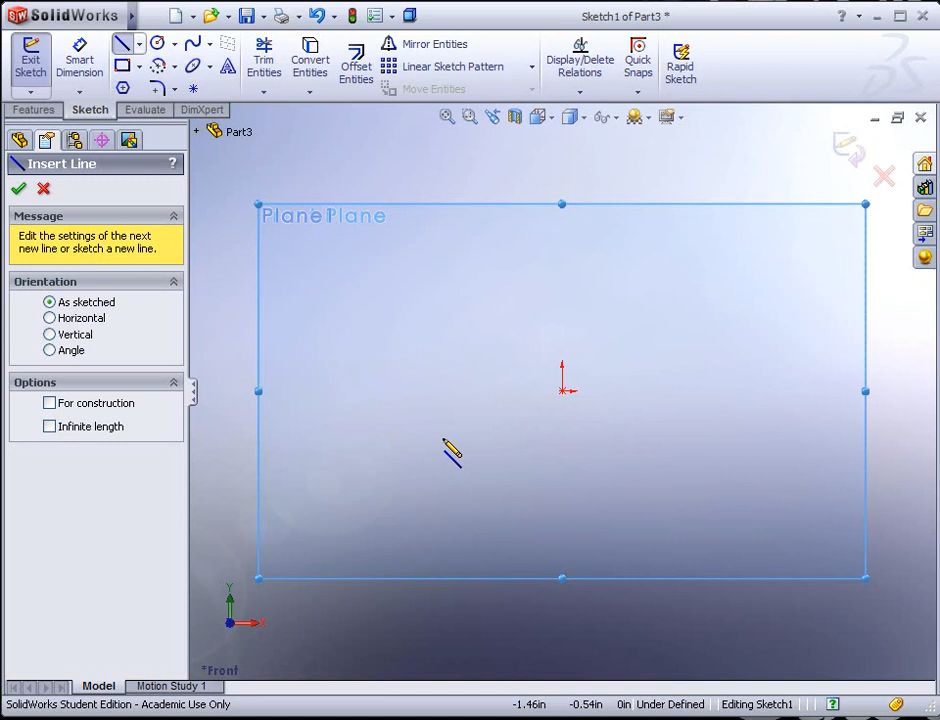 SolidWorks
Sketch1 of Part3 *
Exit Sketch
Smart Dimension
Trim Entities
Convert Entities
Offset Entities
Mirror Entities
Linear Sketch Pattern
Move Entities
Display/Delete Relations
Quick Snaps
Rapid Sketch
Features
Sketch
Evaluate
DimXpert
Part3
Insert Line
?
Message
Edit the settings of the next
new line or sketch a new line.
Orientation
As sketched
Horizontal
Vertical
Angle
Options
For construction
Infinite length
Plane Plane
Y
X
*Front
Model
Motion Study 1
SolidWorks Student Edition - Academic Use Only
-1.46in
-0.54in
0in
Under Defined
Editing Sketch1
?